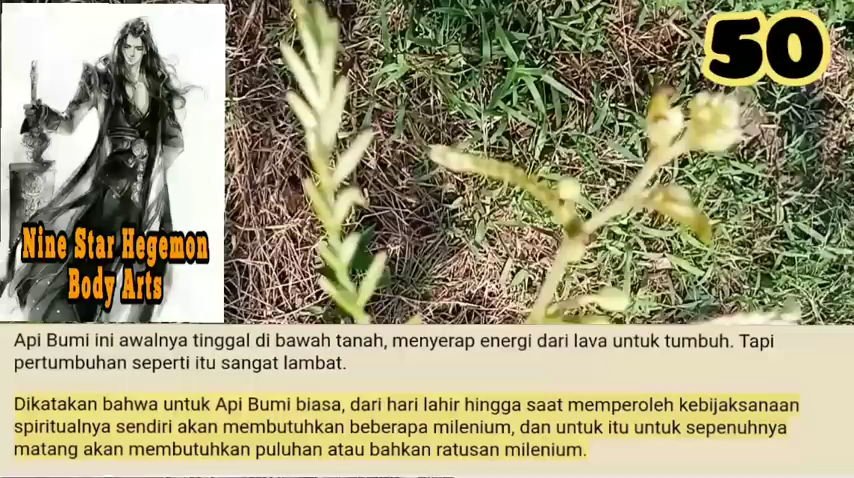 50
Nine Star Hegemon
Body Arts
Api Bumi ini awalnya tinggal di bawah tanah, menyerap energi dari lava untuk tumbuh. Tapi
pertumbuhan seperti itu sangat lambat.
Dikatakan bahwa untuk Api Bumi biasa, dari hari lahir hingga saat memperoleh kebijaksanaan
spiritualnya sendiri akan membutuhkan beberapa milenium, dan untuk itu untuk sepenuhnya
matang akan membutuhkan puluhan atau bahkan ratusan milenium.